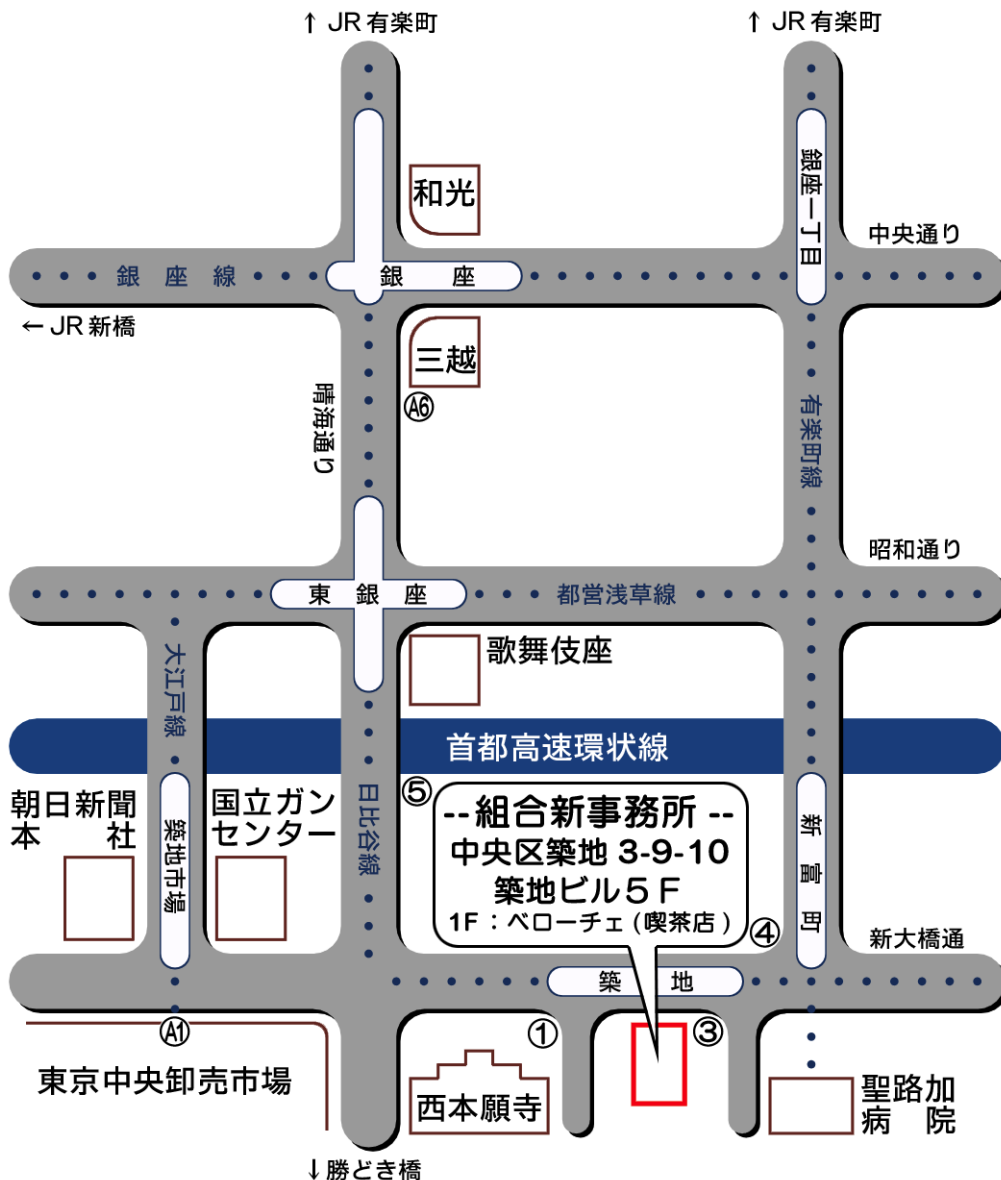 ↑ JR 有楽町
↑ JR 有楽町
和光
銀座一丁目
中央通り
銀座線
銀座
← JR 新橋
三越
A6
晴海通り
有楽町線
昭和通り
東銀座
都営浅草線
大江戸線
歌舞伎座
首都高速環状線
朝日新聞
本社
国立ガン
センター
築地市場
日比谷線
⑤
-- 組合新事務所 --
中央区築地 3-9-10
築地ビル5F
1F：ベローチェ (喫茶店)
新富町
④
新大橋通
築地
A1
①
③
東京中央卸売市場
西本願寺
聖路加
病院
↓勝どき橋